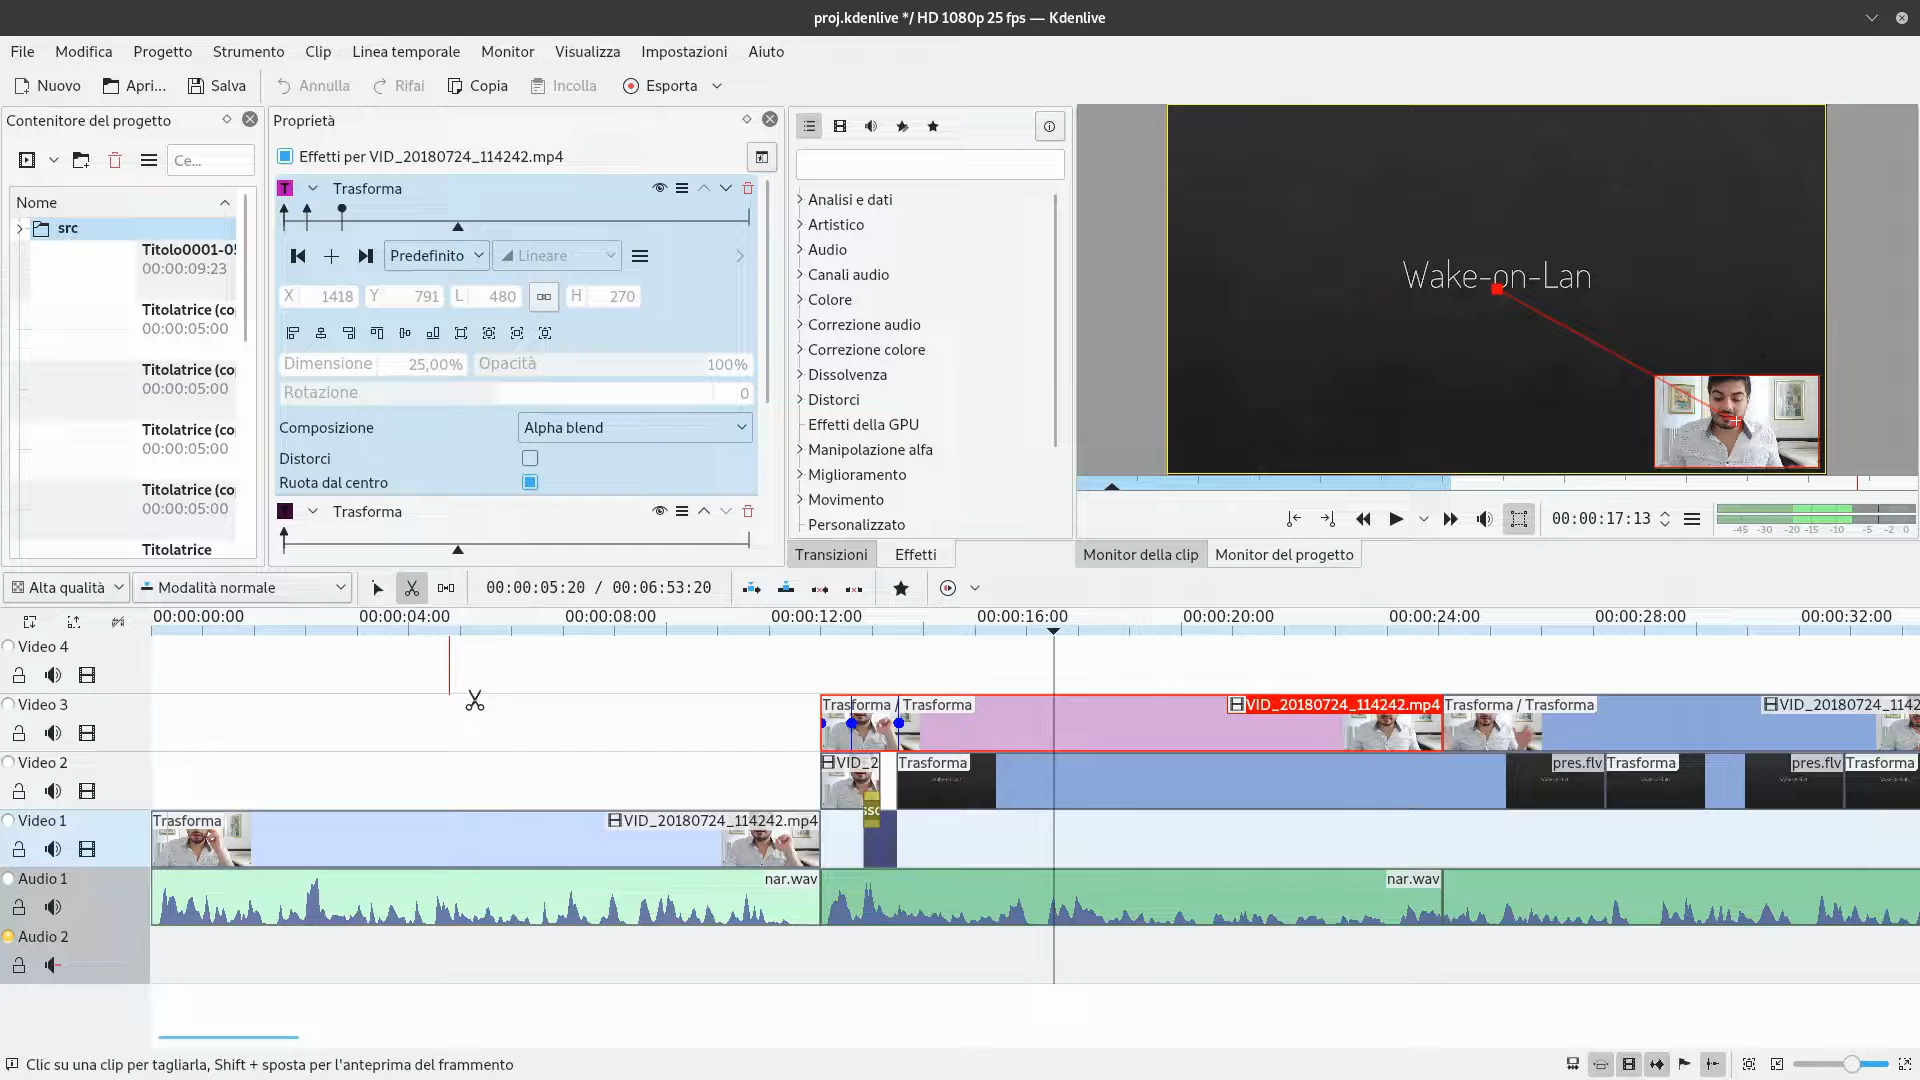 proj.kdenlive */ HD 1080p 25 fps — Kdenlive
File Modifica Progetto Strumento Clip Linea temporale Monitor Visualizza Impostazioni Aiuto
Nuovo Apri... Salva Annulla Rifai Copia Incolla Esporta
Contenitore del progetto
Ce...
Nome
src
Titolo0001-05
00:00:09:23
Titolatrice (co
00:00:05:00
Titolatrice (co
00:00:05:00
Titolatrice (co
00:00:05:00
Titolatrice (co
00:00:05:00
Titolatrice
Proprietà
Effetti per VID_20180724_114242.mp4
T Trasforma
Predefinito Lineare
X 1418 Y 791 L 480 H 270
Dimensione 25,00% Opacità 100%
Rotazione 0
Composizione Alpha blend
Distorci
Ruota dal centro
T Trasforma
Analisi e dati
Artistico
Audio
Canali audio
Colore
Correzione audio
Correzione colore
Dissolvenza
Distorci
Effetti della GPU
Manipolazione alfa
Miglioramento
Movimento
Personalizzato
Transizioni Effetti
Wake-on-Lan
00:00:17:13
-45 -30 -20 -15 -10 -5 -2 0
Monitor della clip Monitor del progetto
Alta qualità Modalità normale 00:00:05:20 / 00:06:53:20
00:00:00:00 00:00:04:00 00:00:08:00 00:00:12:00 00:00:16:00 00:00:20:00 00:00:24:00 00:00:28:00 00:00:32:00
Video 4
Video 3
Trasforma / Trasforma VID_20180724_114242.mp4 Trasforma / Trasforma VID_20180724_1142
Video 2
VID_2 Trasforma pres.flv Trasforma pres.flv Trasforma
Video 1
Trasforma VID_20180724_114242.mp4
Audio 1
nar.wav nar.wav
Audio 2
Clic su una clip per tagliarla, Shift + sposta per l'anteprima del frammento